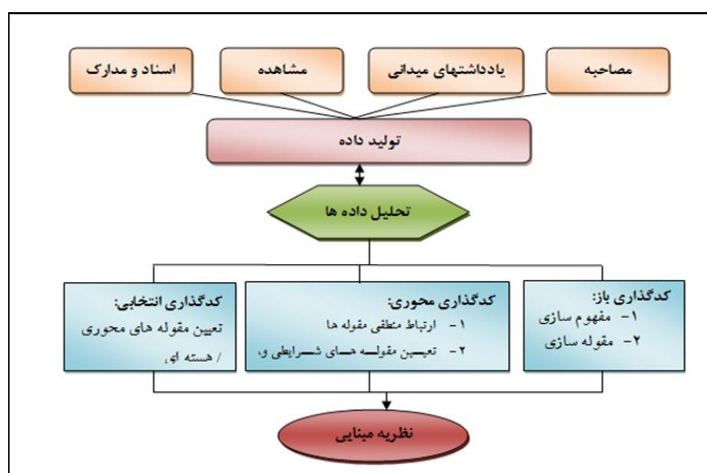 مصاحبه
یادداشتهای میدانی
مشاهده
اسناد و مدارک
تولید داده
تحلیل داده ها
کدگذاری باز:
۱- مفهوم سازی
۲- مقوله سازی
کدگذاری محوری:
۱- ارتباط منطقی مقوله ها
۲- تعیین مقوله های شرایطی و،
کدگذاری انتخابی:
تعیین مقوله های محوری
/ هسته ای
نظریه مبنایی